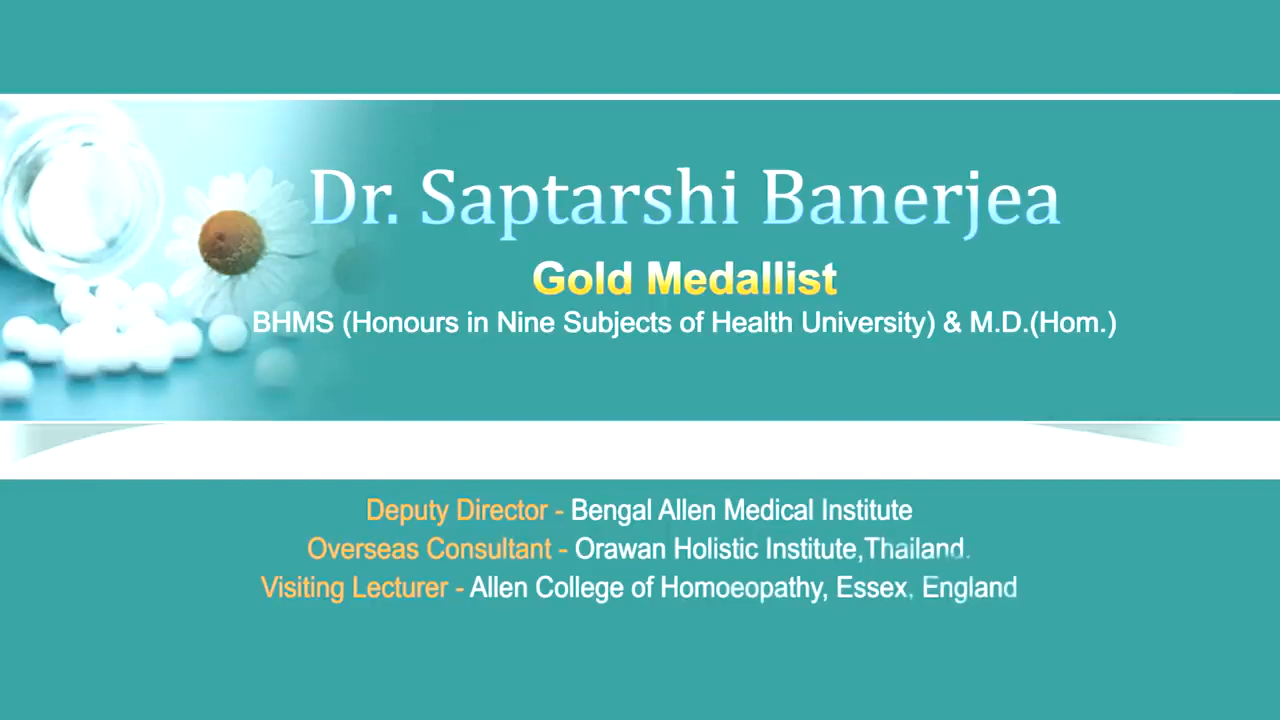 Dr. Saptarshi Banerjea
Gold Medallist
BHMS (Honours in Nine Subjects of Health University) & M.D.(Hom.)
Deputy Director - Bengal Allen Medical Institute
Overseas Consultant - Orawan Holistic Institute,Thailand.
Visiting Lecturer - Allen College of Homoeopathy, Essex, England